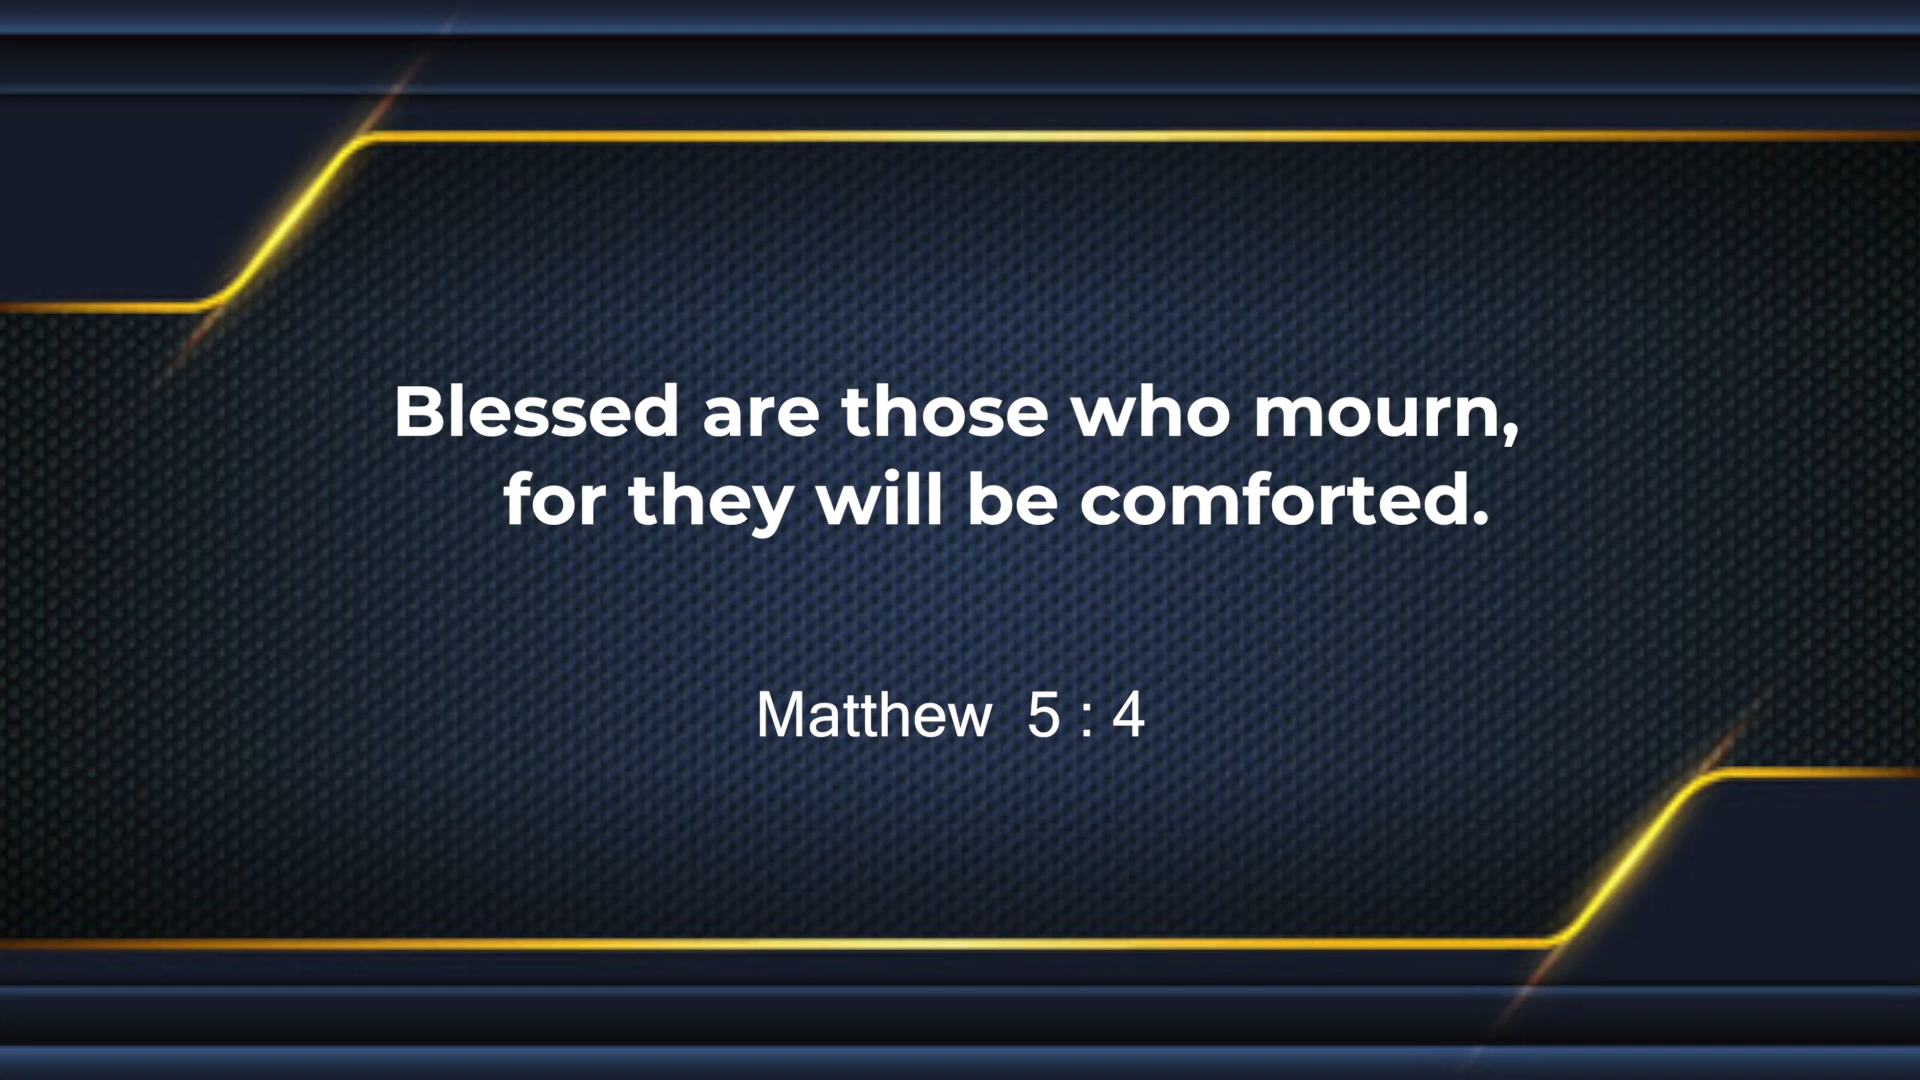 Blessed are those who mourn,
for they will be comforted.
Matthew 5 : 4